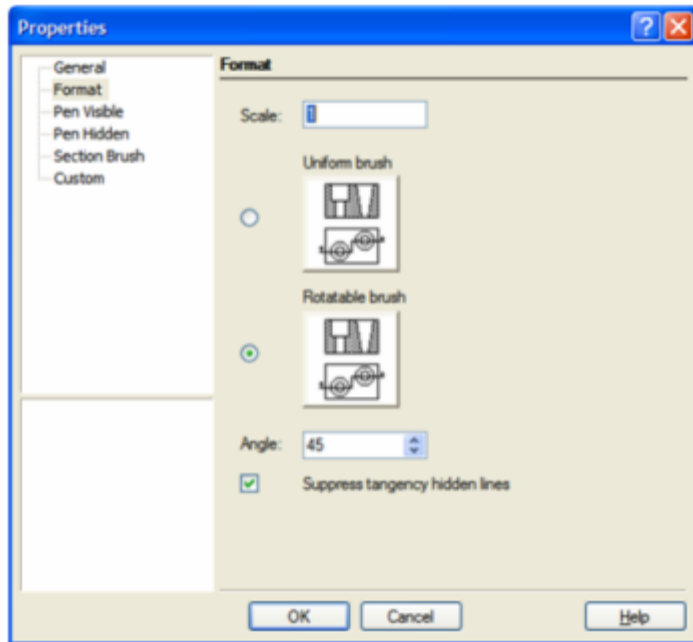 Properties
General
Format
Pen Visible
Pen Hidden
Section Brush
Custom
Format
Scale: 1
Uniform brush
Rotatable brush
Angle: 45
Suppress tangency hidden lines
OK Cancel Help